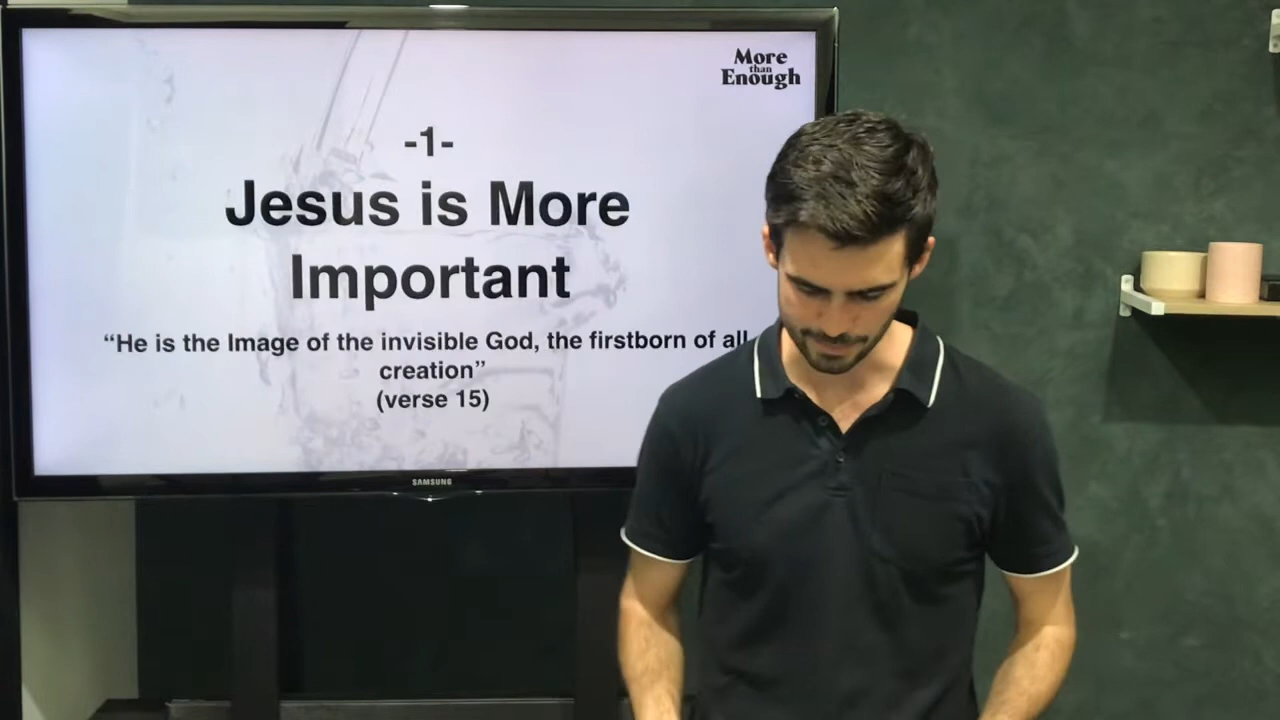 More
than
Enough
-1-
Jesus is More
Important
“He is the Image of the invisible God, the firstborn of all
creation”
(verse 15)
SAMSUNG